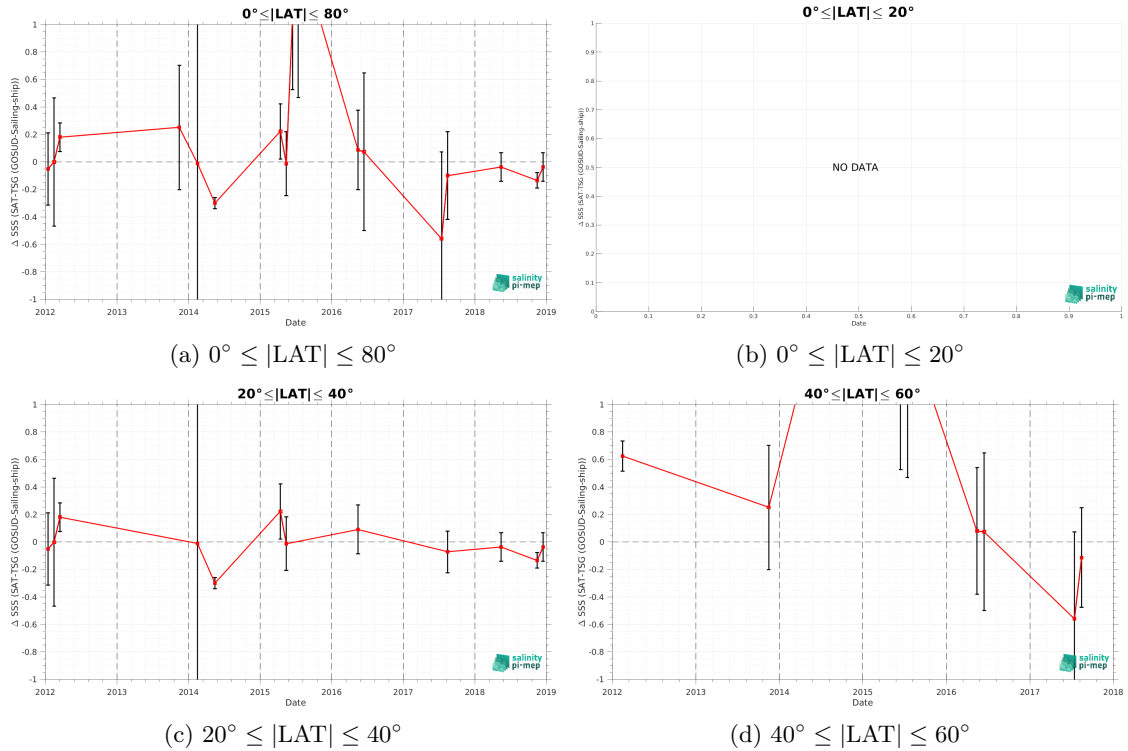 0°≤|LAT|≤ 80°
Δ SSS (SAT-TSG (GOSUD-Sailing-ship))
1
0.8
0.6
0.4
0.2
0
-0.2
-0.4
-0.6
-0.8
-1
salinity
pi-mep
2012 2013 2014 2015 2016 2017 2018 2019
Date
(a) 0° ≤ |LAT| ≤ 80°
0°≤|LAT|≤ 20°
Δ SSS (SAT-TSG (GOSUD-Sailing-ship))
1
0.9
0.8
0.7
0.6
0.5
0.4
0.3
0.2
0.1
0
NO DATA
salinity
pi-mep
0 0.1 0.2 0.3 0.4 0.5 0.6 0.7 0.8 0.9 1
Date
(b) 0° ≤ |LAT| ≤ 20°
20°≤|LAT|≤ 40°
Δ SSS (SAT-TSG (GOSUD-Sailing-ship))
1
0.8
0.6
0.4
0.2
0
-0.2
-0.4
-0.6
-0.8
-1
salinity
pi-mep
2012 2013 2014 2015 2016 2017 2018 2019
Date
(c) 20° ≤ |LAT| ≤ 40°
40°≤|LAT|≤ 60°
Δ SSS (SAT-TSG (GOSUD-Sailing-ship))
1
0.8
0.6
0.4
0.2
0
-0.2
-0.4
-0.6
-0.8
-1
salinity
pi-mep
2012 2013 2014 2015 2016 2017 2018
Date
(d) 40° ≤ |LAT| ≤ 60°